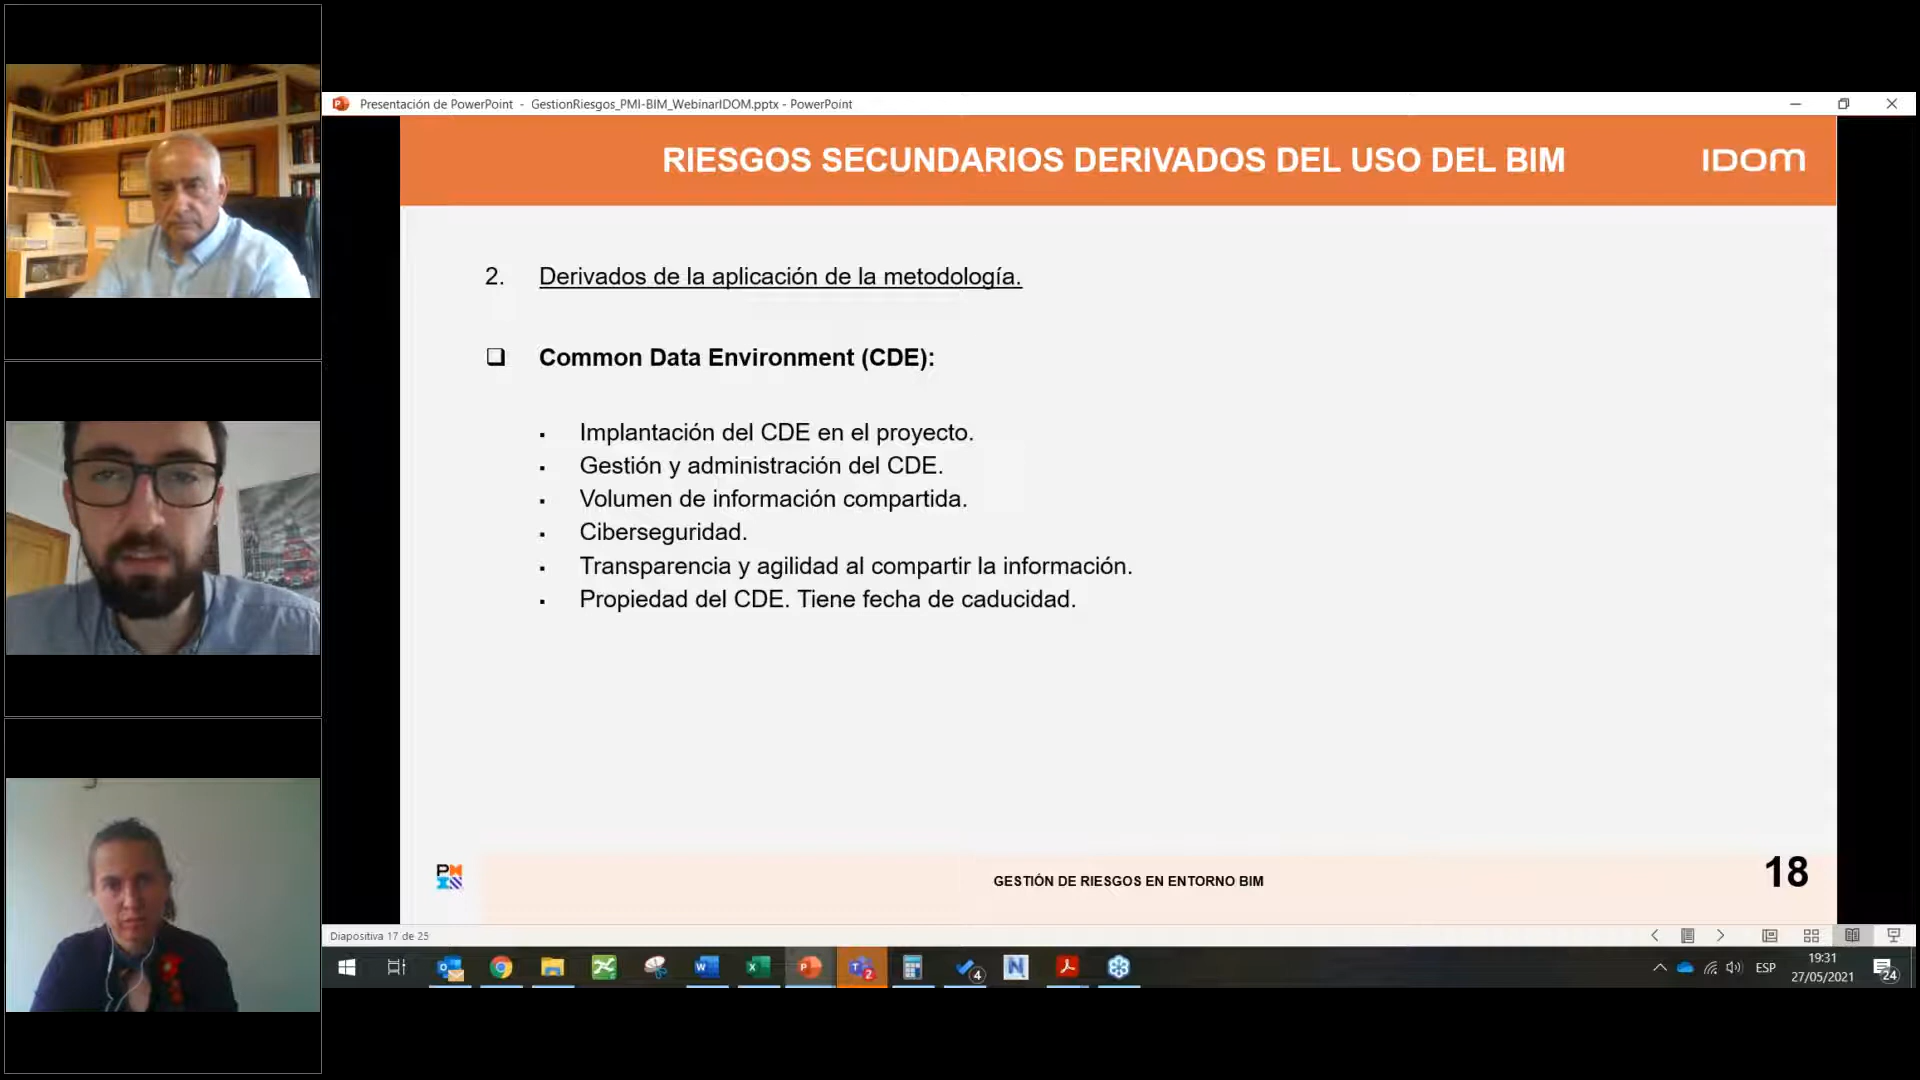 Presentación de PowerPoint - GestionRiesgos_PMI-BIM_WebinarIDOM.pptx - PowerPoint
RIESGOS SECUNDARIOS DERIVADOS DEL USO DEL BIM
IDOM
2. Derivados de la aplicación de la metodología.
❑ Common Data Environment (CDE):
▪ Implantación del CDE en el proyecto.
▪ Gestión y administración del CDE.
▪ Volumen de información compartida.
▪ Ciberseguridad.
▪ Transparencia y agilidad al compartir la información.
▪ Propiedad del CDE. Tiene fecha de caducidad.
GESTIÓN DE RIESGOS EN ENTORNO BIM
18
Diapositiva 17 de 25
2
4
ESP
19:31
27/05/2021
24